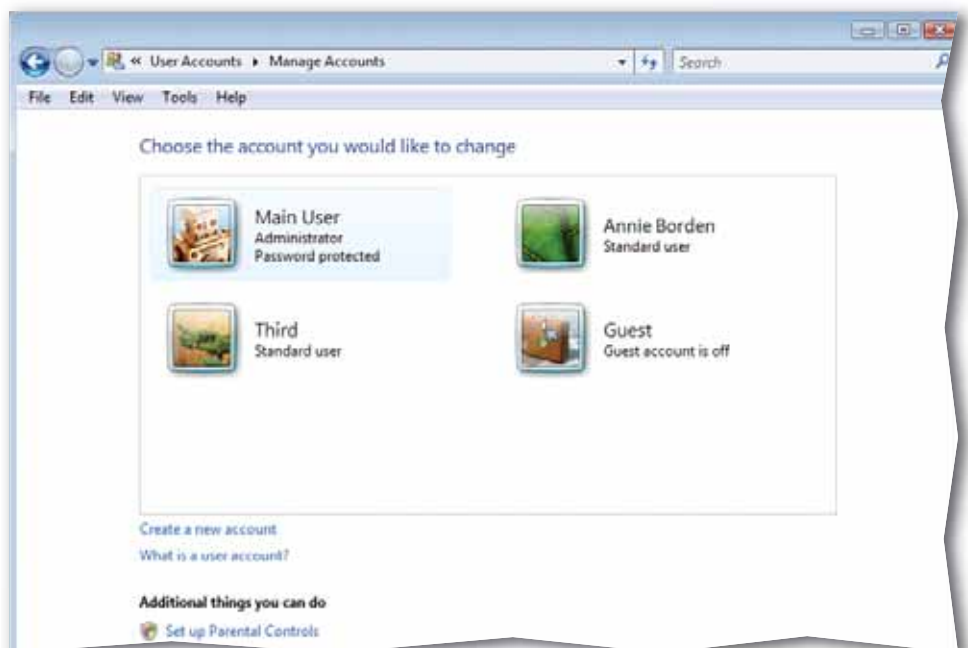 « User Accounts ▸ Manage Accounts
Search
File Edit View Tools Help
Choose the account you would like to change
Main User
Administrator
Password protected
Annie Borden
Standard user
Third
Standard user
Guest
Guest account is off
Create a new account
What is a user account?
Additional things you can do
Set up Parental Controls